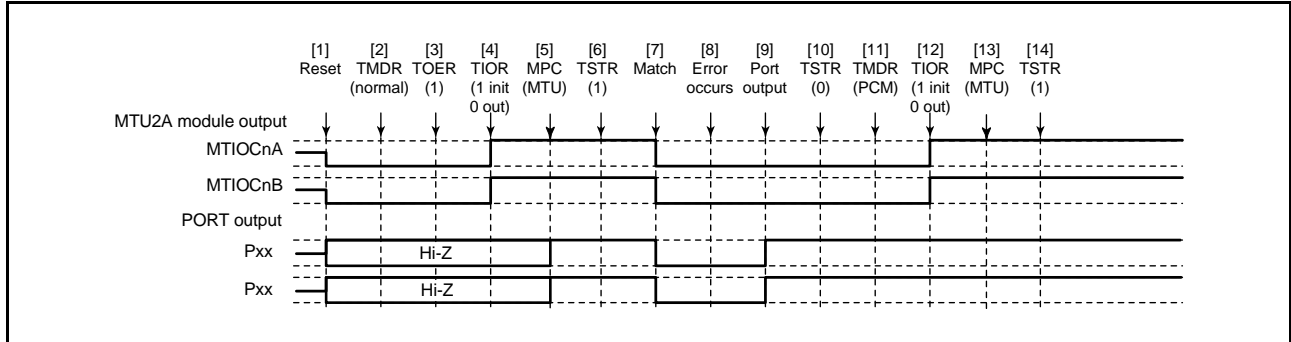 [1] [2] [3] [4] [5] [6] [7] [8] [9] [10] [11] [12] [13] [14]
Reset TMDR TOER TIOR MPC TSTR Match Error Port TSTR TMDR TIOR MPC TSTR
(normal) (1) (1 init (MTU) (1) occurs output (0) (PCM) (1 init (MTU) (1)
0 out) 0 out)
MTU2A module output
MTIOCnA
MTIOCnB
PORT output
Pxx Hi-Z
Pxx Hi-Z